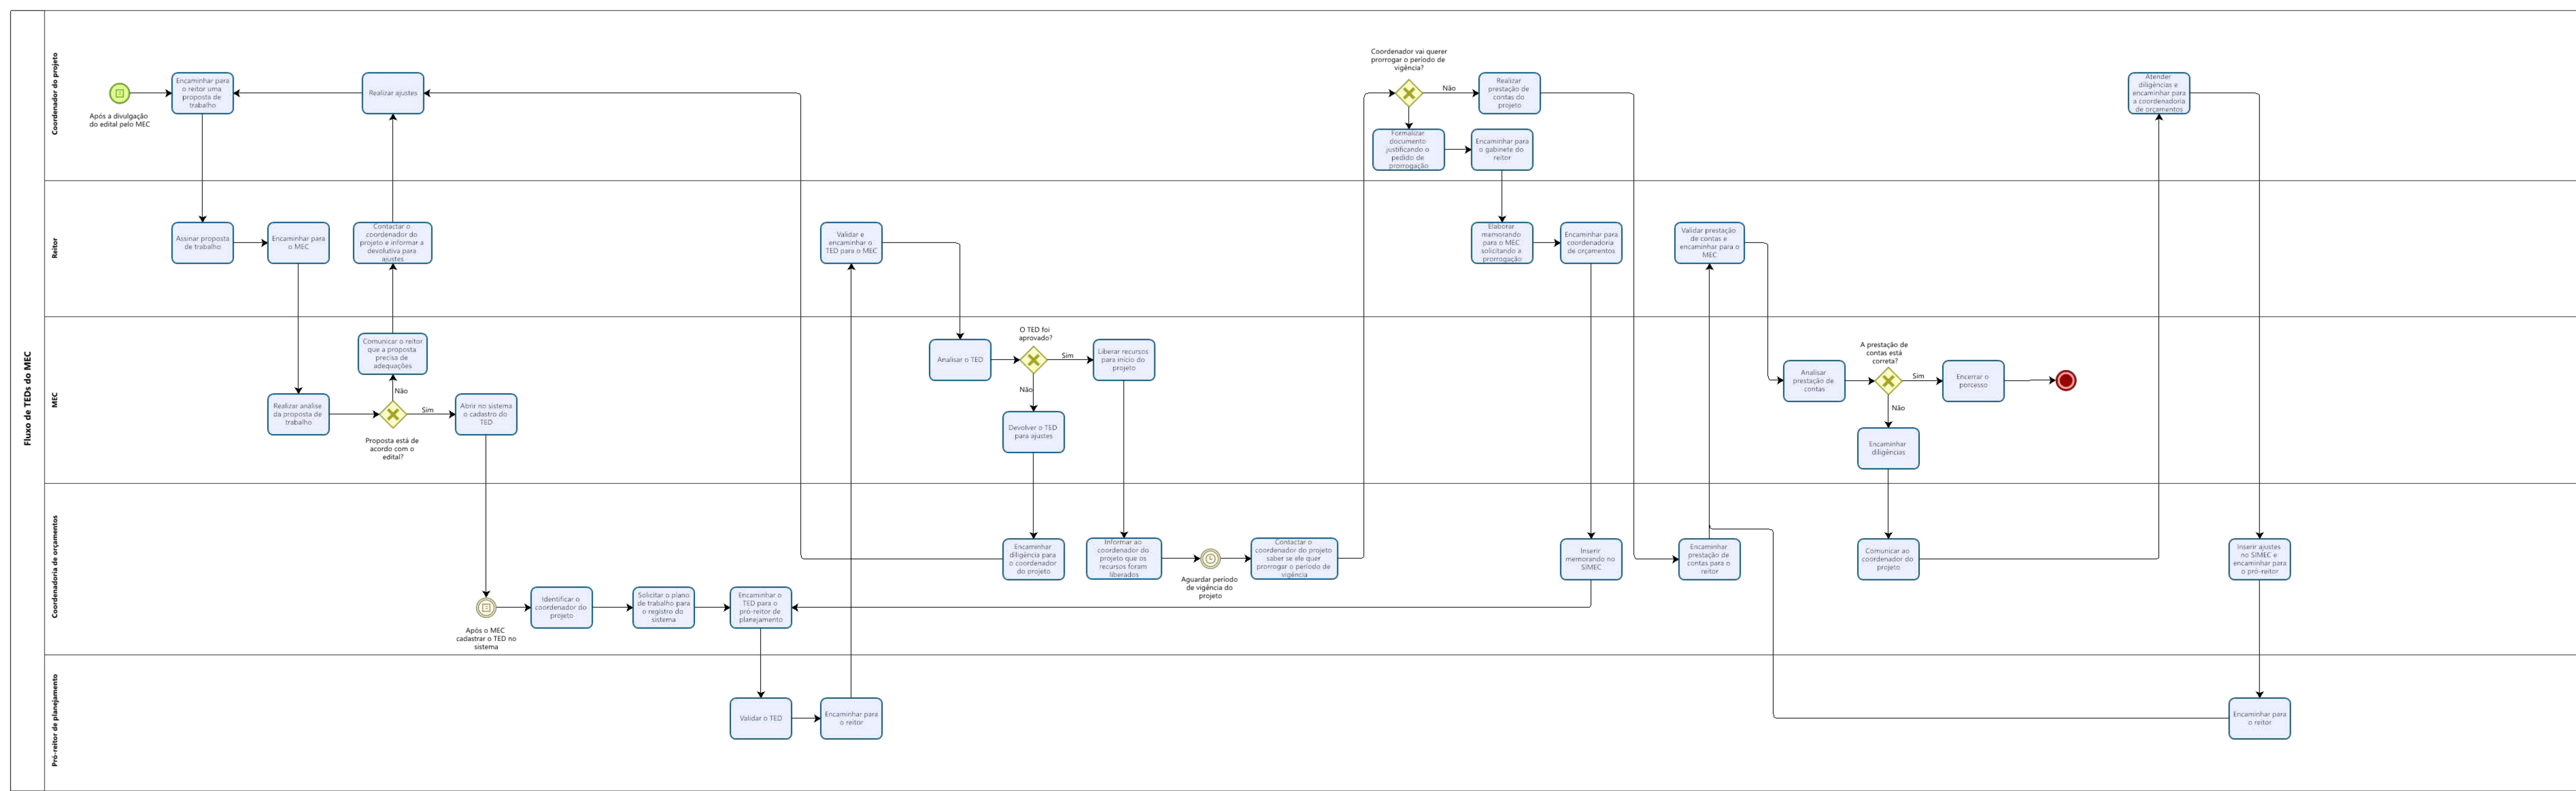 Fluxo de TEDs do MEC
Coordenador do projeto
Após a divulgação
do edital pelo MEC
Encaminhar para
o reitor uma
proposta de
trabalho
Realizar ajustes
Coordenador vai querer
prorrogar o período de
vigência?
Não
Realizar
prestação de
contas do
projeto
Formalizar
documento
justificando o
pedido de
prorrogação
Encaminhar para
o gabinete do
reitor
Atender
diligências e
encaminhar para
a coordenadoria
de orçamentos
Reitor
Assinar proposta
de trabalho
Encaminhar para
o MEC
Contactar o
coordenador do
projeto e informar a
devolutiva para
ajustes
Validar e
encaminhar o
TED para o MEC
Elaborar
memorando
para o MEC
solicitando a
prorrogação
Encaminhar para
coordenadoria
de orçamentos
Validar prestação
de contas e
encaminhar para o
MEC
MEC
Comunicar o reitor
que a proposta
precisa de
adequações
Não
Realizar análise
da proposta de
trabalho
Sim
Proposta está de
acordo com o
edital?
Abrir no sistema
o cadastro do
TED
Analisar o TED
O TED foi
aprovado?
Sim
Não
Liberar recursos
para início do
projeto
Devolver o TED
para ajustes
Analisar
prestação de
contas
A prestação de
contas está
correta?
Sim
Não
Encerrar o
porcesso
Encaminhar
diligências
Coordenadoria de orçamentos
Após o MEC
cadastrar o TED no
sistema
Identificar o
coordenador do
projeto
Solicitar o plano
de trabalho para
o registro do
sistema
Encaminhar o
TED para o
pró-reitor de
planejamento
Encaminhar
diligência para
o coordenador
do projeto
Informar ao
coordenador do
projeto que os
recursos foram
liberados
Aguardar período
de vigência do
projeto
Contactar o
coordenador do projeto
saber se ele quer
prorrogar o período de
vigência
Inserir
memorando no
SIMEC
Encaminhar
prestação de
contas para o
reitor
Comunicar ao
coordenador do
projeto
Inserir ajustes
no SIMEC e
encaminhar para
o pró-reitor
Pró-reitor de planejamento
Validar o TED
Encaminhar para
o reitor
Encaminhar para
o reitor